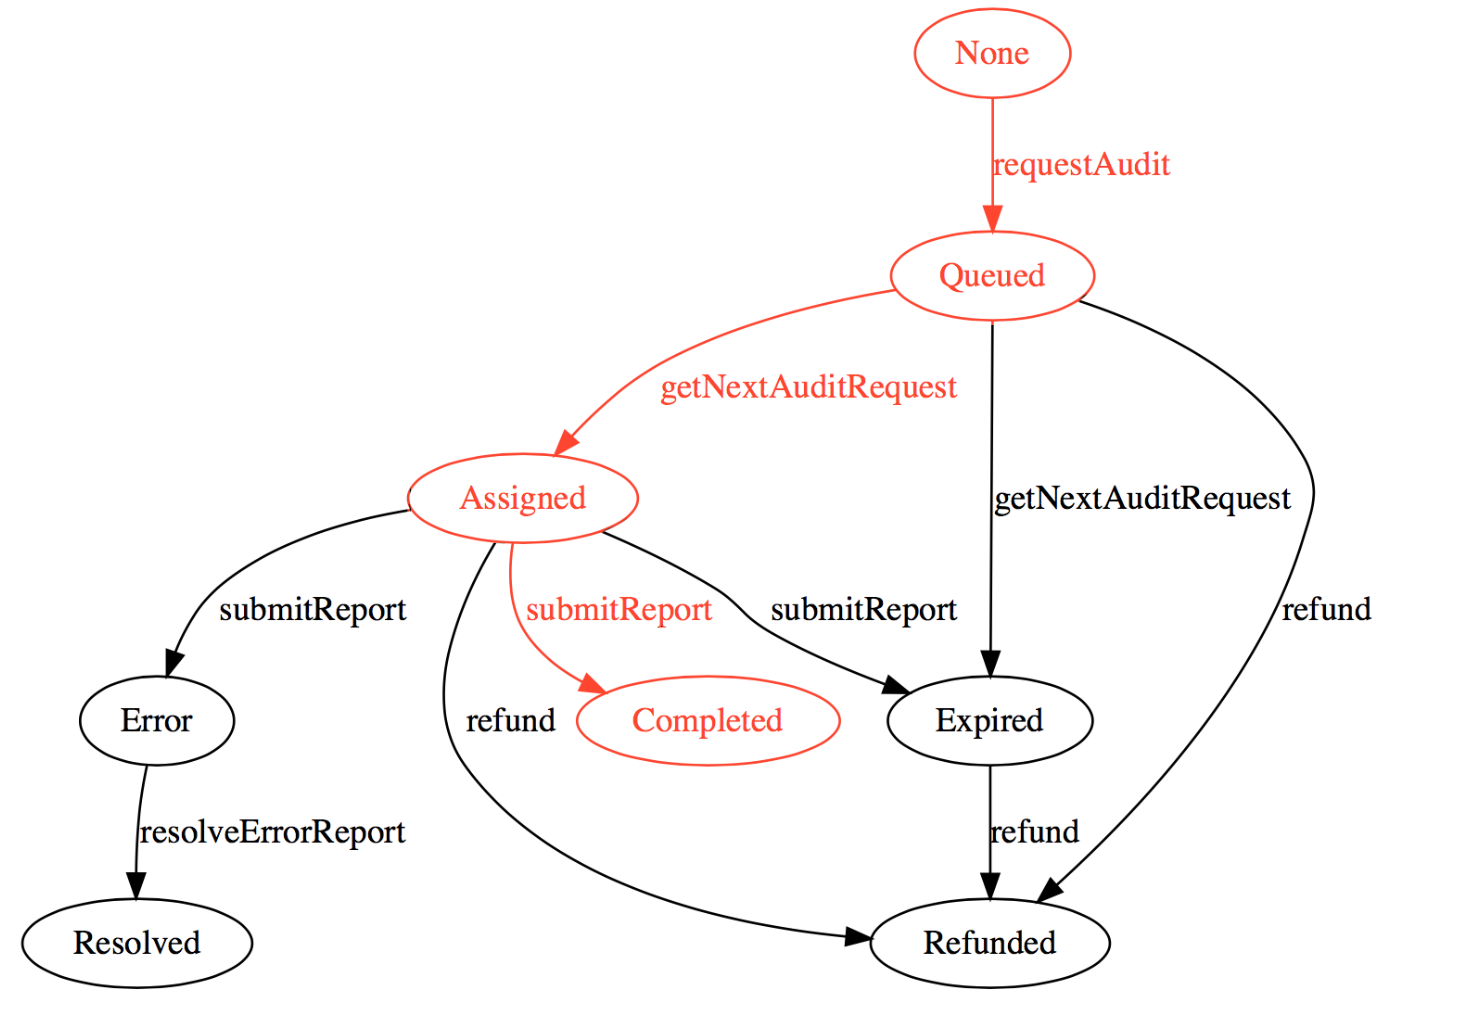 None
requestAudit
Queued
getNextAuditRequest
Assigned
getNextAuditRequest
submitReport
submitReport
submitReport
refund
Error
refund
Completed
Expired
resolveErrorReport
refund
Resolved
Refunded